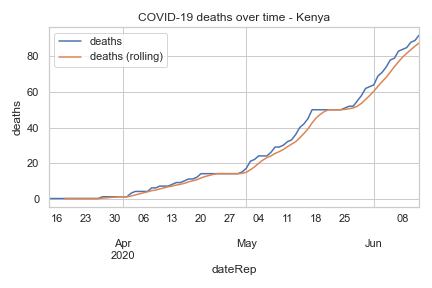 COVID-19 deaths over time - Kenya
deaths
deaths (rolling)
deaths
80
60
40
20
0
16 23 30 06 13 20 27 04 11 18 25 08
Apr May Jun
2020
dateRep